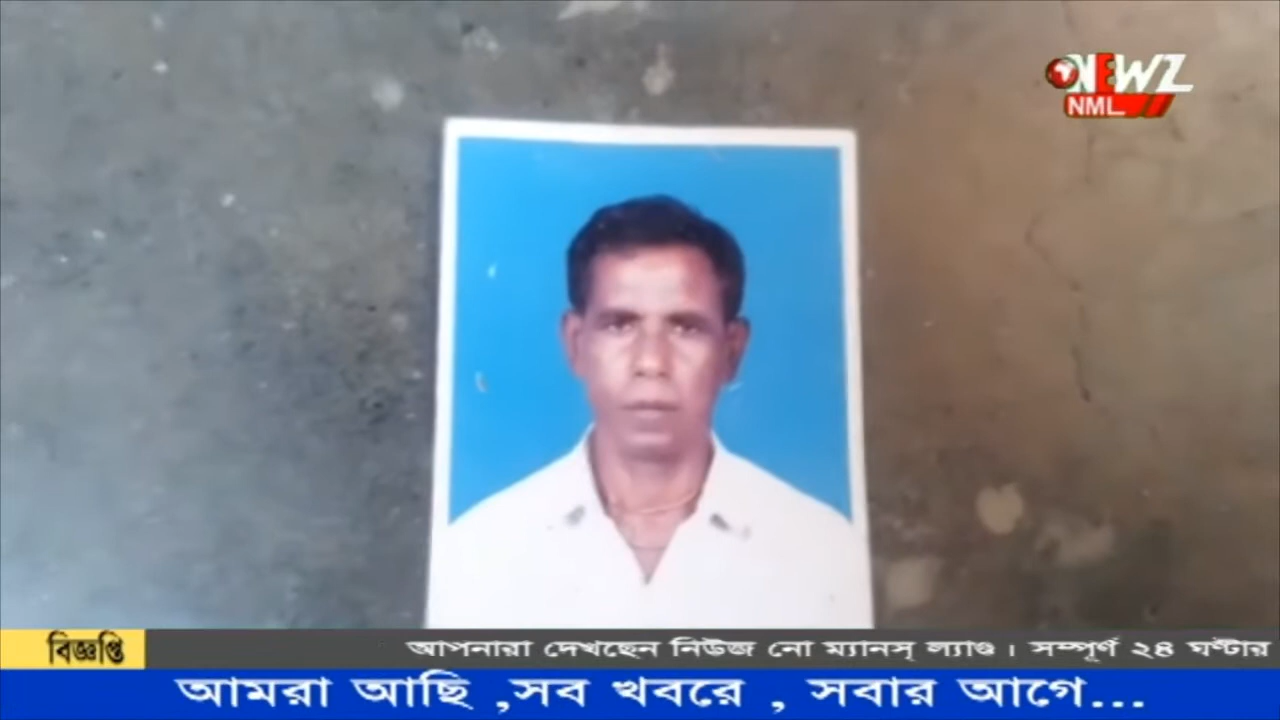 NEWZ
NML
বিজ্ঞপ্তি
আপনারা দেখছেন নিউজ নো ম্যানস্ ল্যাণ্ড । সম্পূর্ণ ২৪ ঘণ্টার
আমরা আছি ,সব খবরে , সবার আগে...